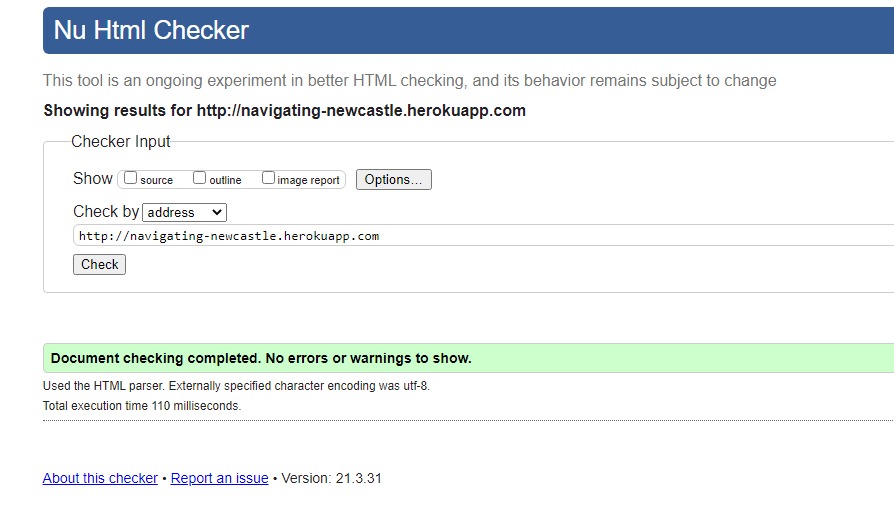 Nu Html Checker
This tool is an ongoing experiment in better HTML checking, and its behavior remains subject to change
Showing results for http://navigating-newcastle.herokuapp.com
Checker Input
Show source outline image report Options...
Check by address
http://navigating-newcastle.herokuapp.com
Check
Document checking completed. No errors or warnings to show.
Used the HTML parser. Externally specified character encoding was utf-8.
Total execution time 110 milliseconds.
About this checker • Report an issue • Version: 21.3.31